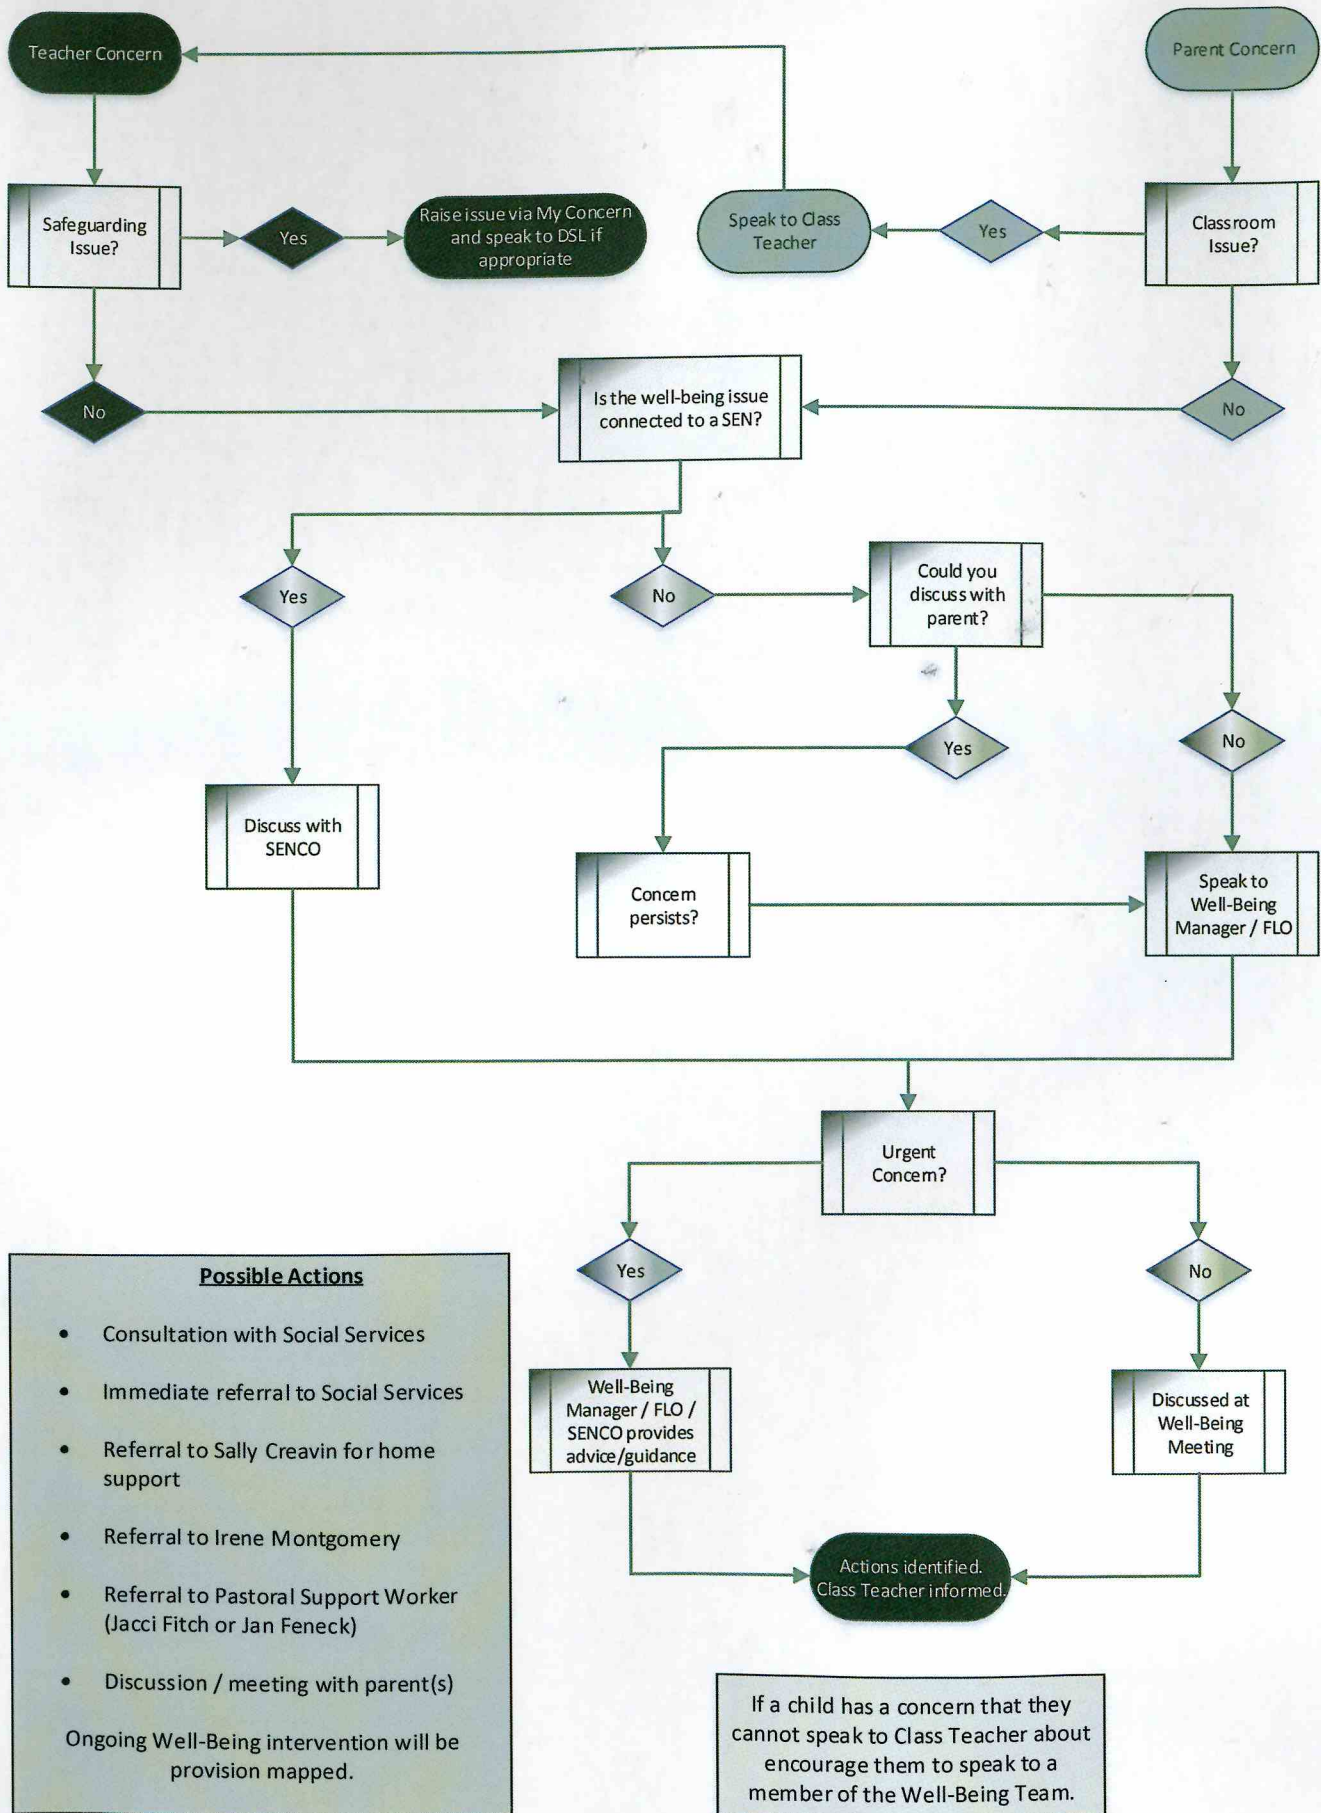 Teacher Concern
Parent Concern
Safeguarding
Issue?
Yes
Raise issue via My Concern
and speak to DSL if
appropriate
Speak to Class
Teacher
Yes
Classroom
Issue?
No
Is the well-being issue
connected to a SEN?
No
Yes
No
Could you
discuss with
parent?
Yes
No
Discuss with
SENCO
Concern
persists?
Speak to
Well-Being
Manager / FLO
Urgent
Concern?
Yes
No
Well-Being
Manager / FLO /
SENCO provides
advice/guidance
Discussed at
Well-Being
Meeting
Actions identified.
Class Teacher informed.
Possible Actions
• Consultation with Social Services
• Immediate referral to Social Services
• Referral to Sally Creavin for home
support
• Referral to Irene Montgomery
• Referral to Pastoral Support Worker
(Jacci Fitch or Jan Feneck)
• Discussion / meeting with parent(s)
Ongoing Well-Being intervention will be
provision mapped.
If a child has a concern that they
cannot speak to Class Teacher about
encourage them to speak to a
member of the Well-Being Team.